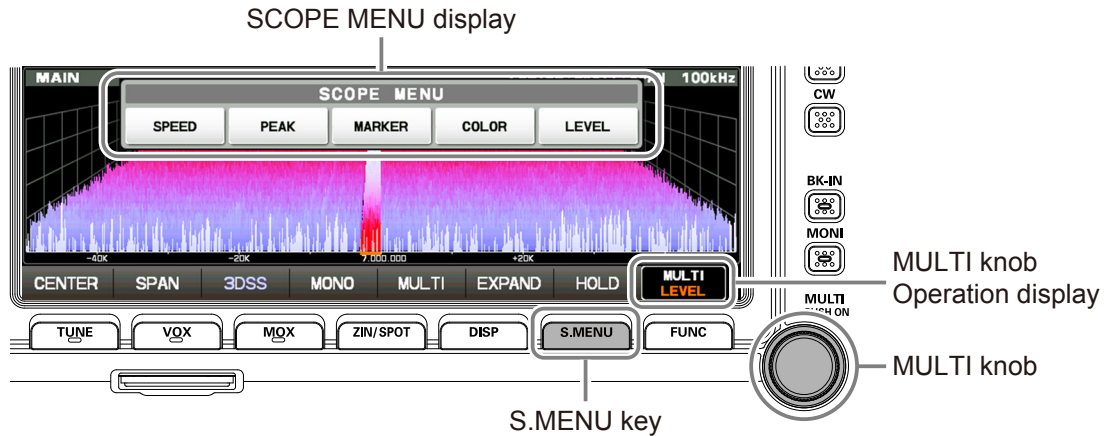 SCOPE MENU display
MAIN
100kHz
SCOPE MENU
SPEED PEAK MARKER COLOR LEVEL
-40K -20K 7.000.000 +20K
CENTER SPAN 3DSS MONO MULTI EXPAND HOLD MULTI
LEVEL
TUNE VOX MOX ZIN/SPOT DISP S.MENU FUNC
CW
BK-IN
MONI
MULTI
MULTI knob
Operation display
MULTI knob
S.MENU key